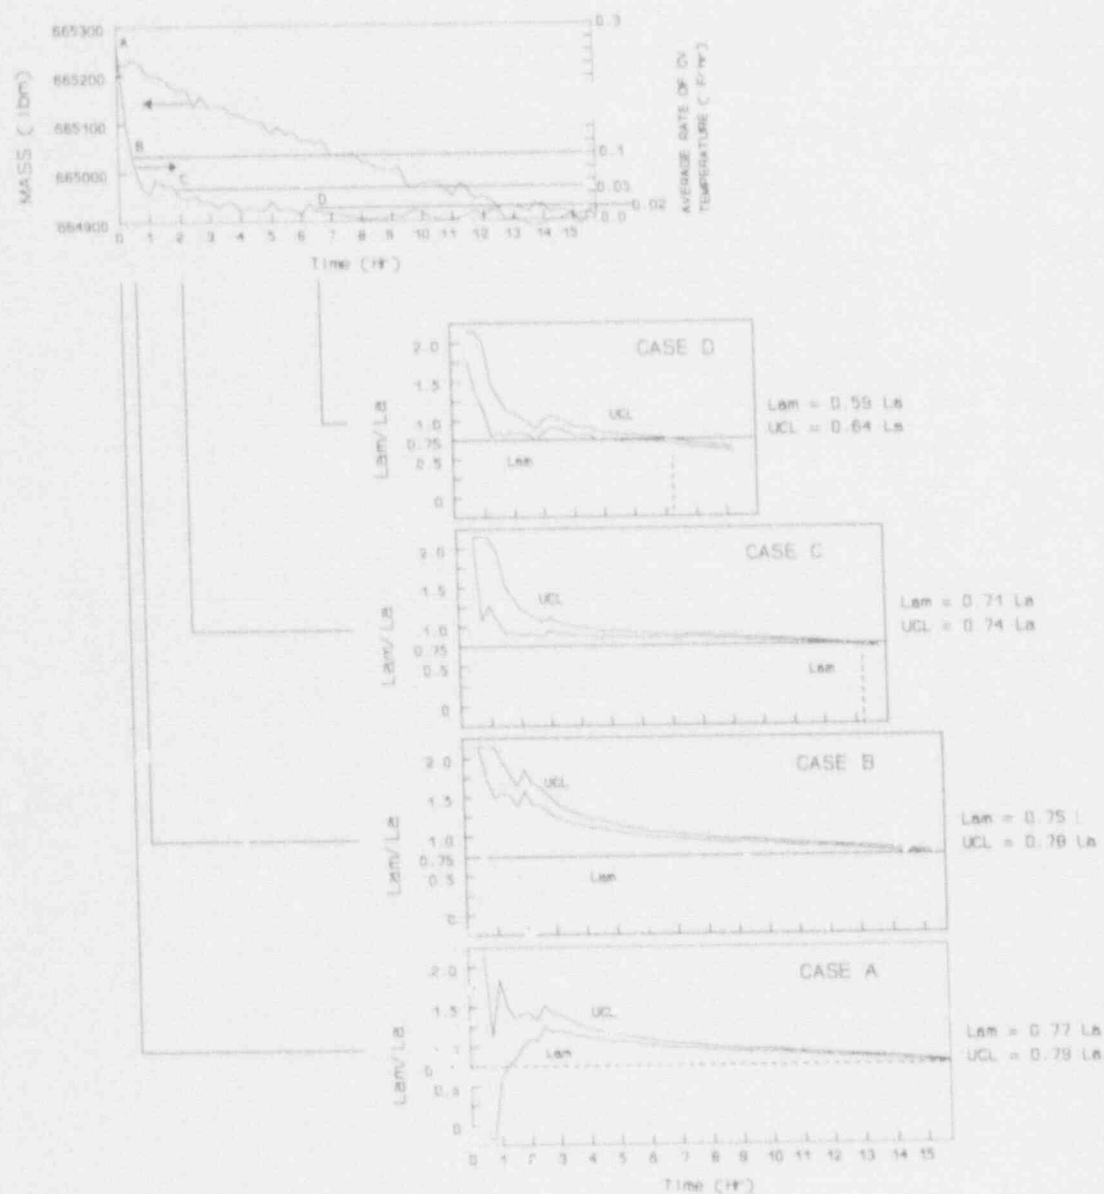 665300
665200
665100
665000
664900
MASS (lbm)
A
B
C
D
0 1 2 3 4 5 6 7 8 9 10 11 12 13 14 15
Time (Hr)
0.3
0.1
0.02
0.0
AVERAGE RATE OF CV
TEMPERATURE (°F/Hr)
CASE D
2.0
1.5
1.0
0.75
0.5
0
Lam/La
UCL
Lam
Lam = 0.59 La
UCL = 0.64 La
CASE C
2.0
1.5
1.0
0.75
0.5
0
Lam/La
UCL
Lam
Lam = 0.71 La
UCL = 0.74 La
CASE B
2.0
1.5
1.0
0.75
0.5
0
Lam/La
UCL
Lam
Lam = 0.75 L
UCL = 0.78 La
CASE A
2.0
1.5
1
0.5
0
Lam/La
UCL
Lam
Lam = 0.77 La
UCL = 0.79 La
0 1 2 3 4 5 6 7 8 9 10 11 12 13 14 15
Time (Hr)